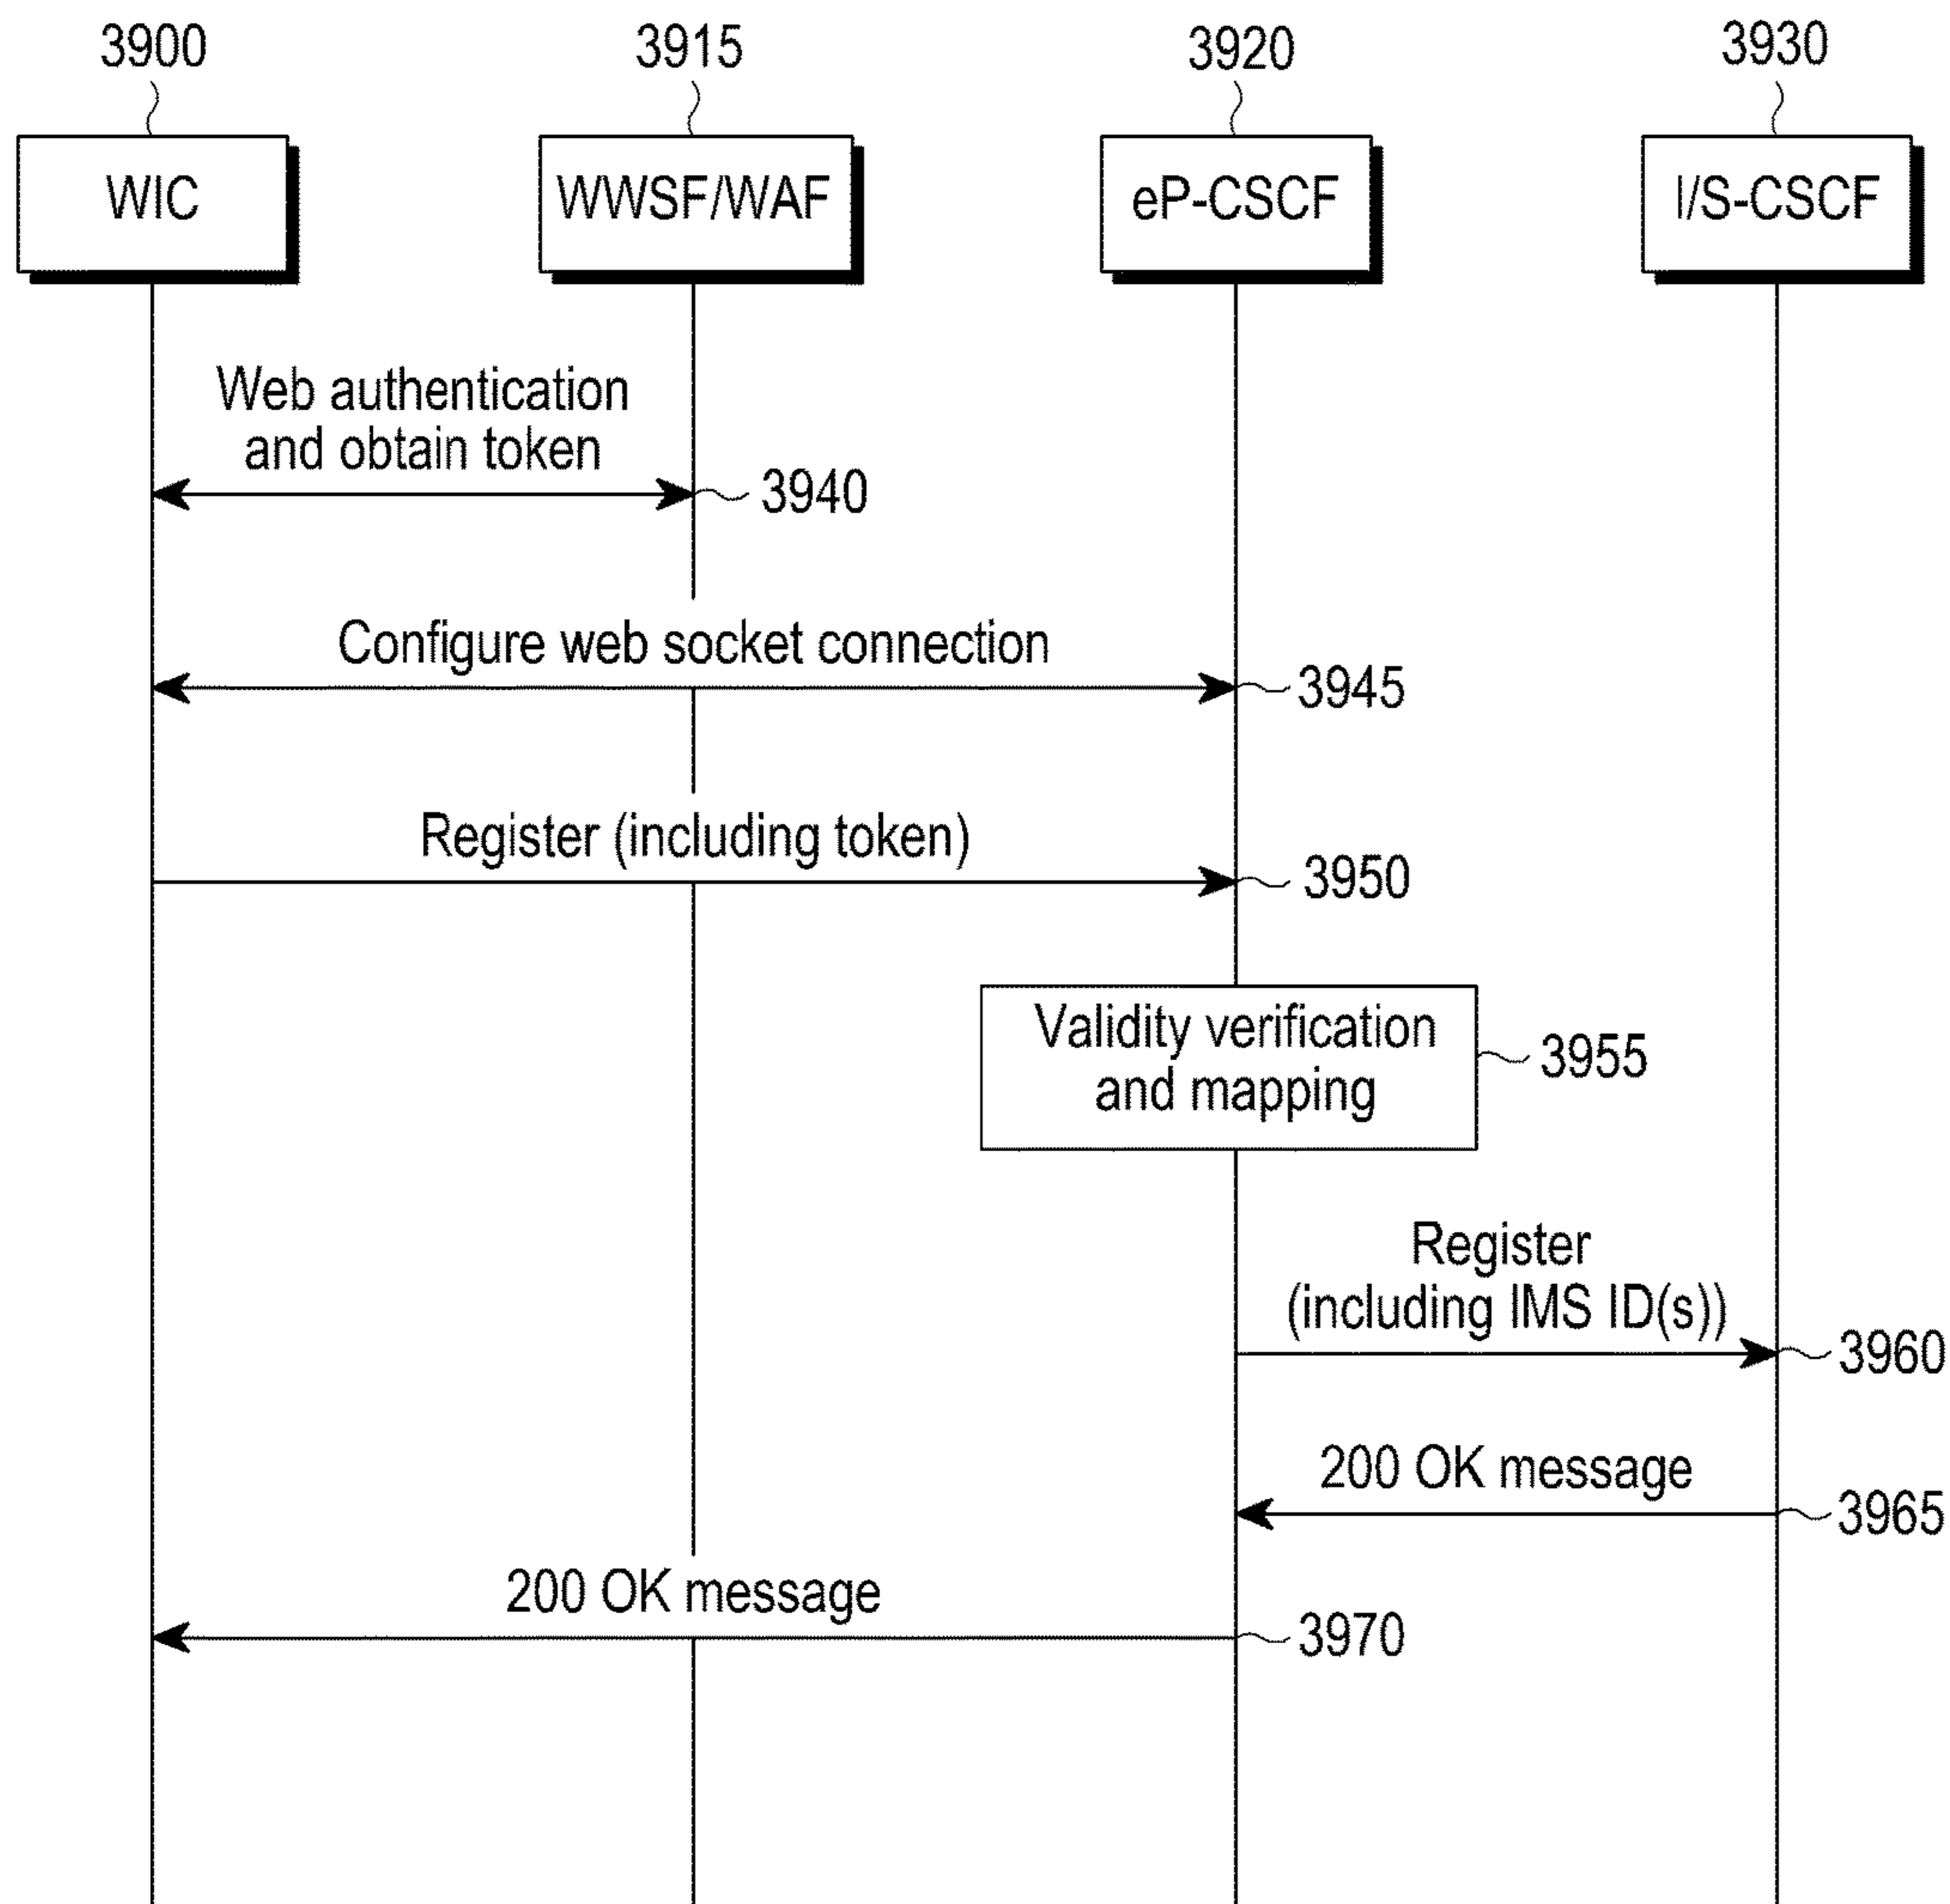 3900
3915
3920
3930
WIC
WWSF/WAF
eP-CSCF
I/S-CSCF
Web authentication
and obtain token
3940
Configure web socket connection
3945
Register (including token)
3950
Validity verification
and mapping
3955
Register
(including IMS ID(s))
3960
200 OK message
3965
200 OK message
3970